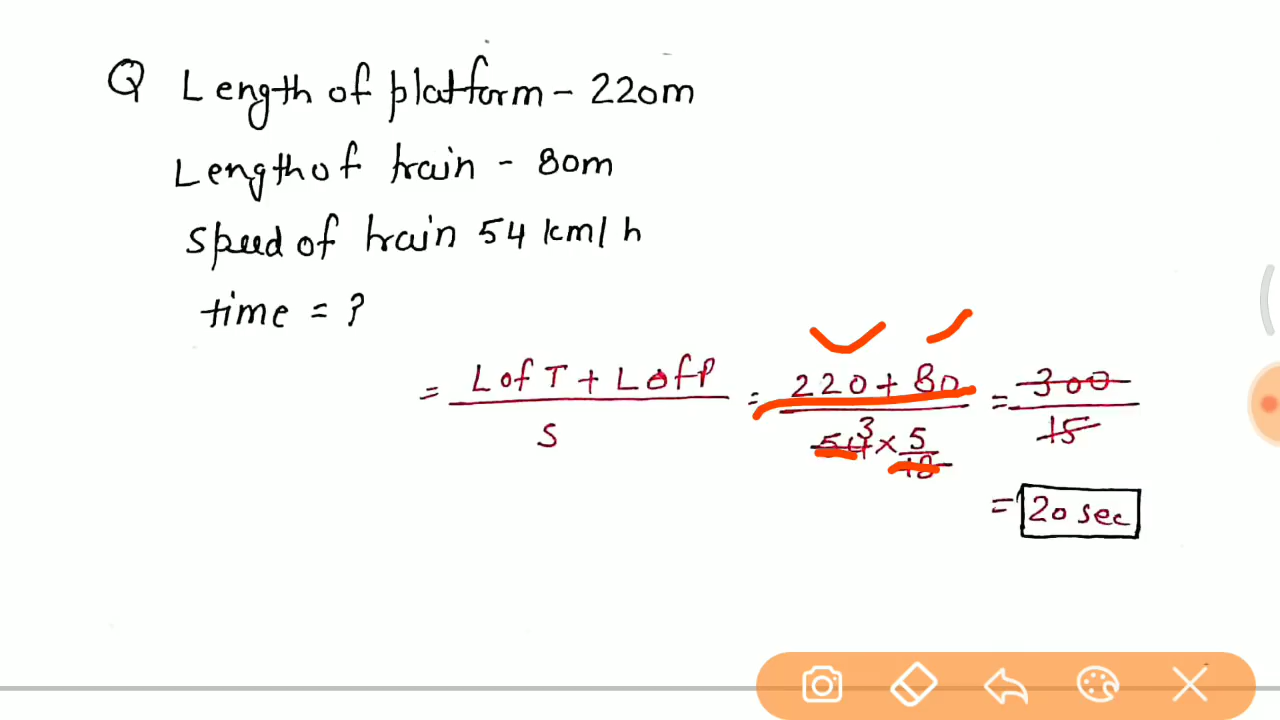 Q Length of platform - 220m
Length of train - 80m
Speed of train 54 km/h
time = ?
= L of T + L of P / S = 220 + 80 / 54 3 × 5/18 = 300 / 15
= 20 sec